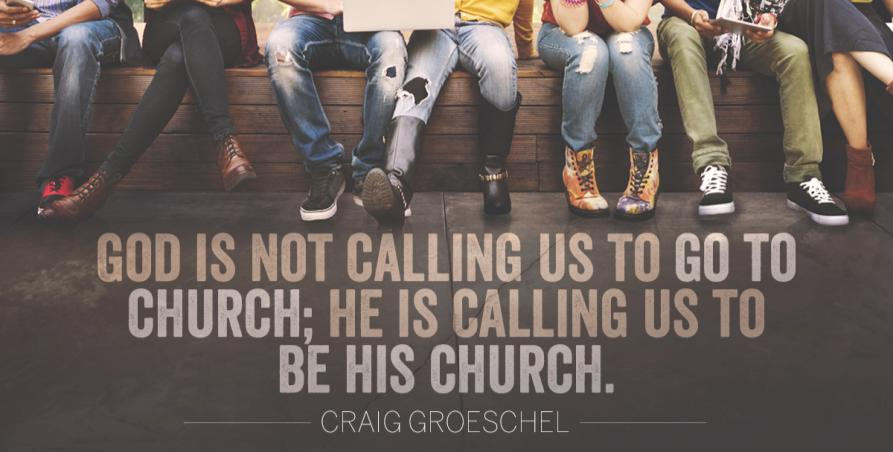 GOD IS NOT CALLING US TO GO TO
CHURCH; HE IS CALLING US TO
BE HIS CHURCH.
CRAIG GROESCHEL